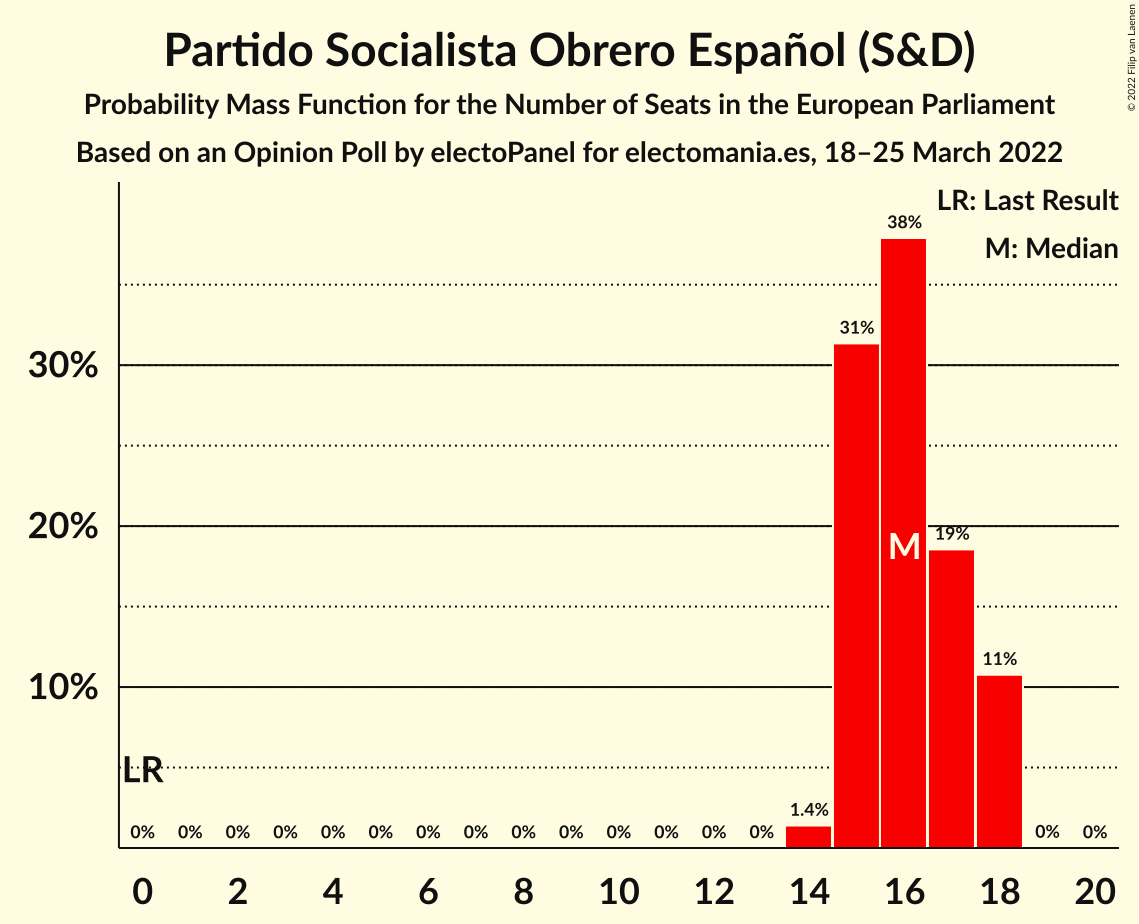 Partido Socialista Obrero Español (S&D)
Probability Mass Function for the Number of Seats in the European Parliament
Based on an Opinion Poll by electoPanel for electomania.es, 18–25 March 2022
© 2022 Filip van Laenen
LR: Last Result
M: Median
38%
31%
30%
20%
19%
M
11%
10%
LR
1.4%
0% 0% 0% 0% 0% 0% 0% 0% 0% 0% 0% 0% 0% 0% 0% 0%
0 2 4 6 8 10 12 14 16 18 20